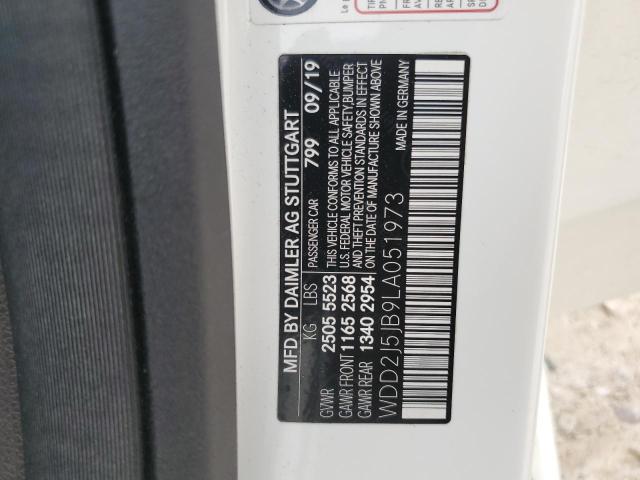 MFD BY DAIMLER AG STUTTGART
KG LBS PASSENGER CAR 799 09/19
GVWR 2505 5523 THIS VEHICLE CONFORMS TO ALL APPLICABLE
GAWR FRONT 1165 2568 U.S. FEDERAL MOTOR VEHICLE SAFETY,BUMPER
GAWR REAR 1340 2954 AND THEFT PREVENTION STANDARDS IN EFFECT
ON THE DATE OF MANUFACTURE SHOWN ABOVE
WDD2J5JB9LA051973 MADE IN GERMANY